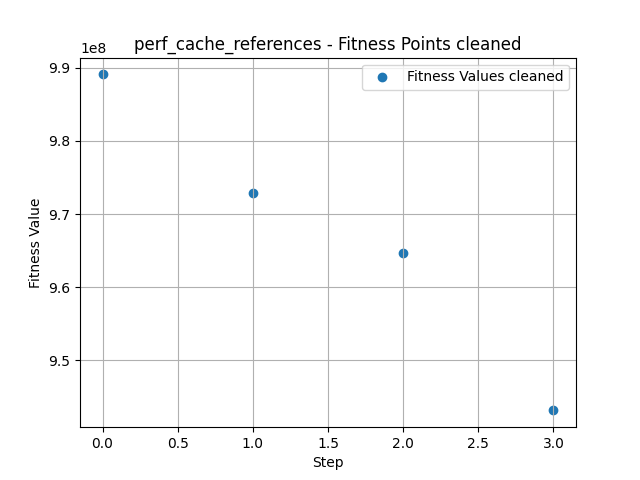 perf_cache_references - Fitness Points cleaned
1e8
Fitness Values cleaned
9.9
9.8
9.7
9.6
9.5
Fitness Value
0.0 0.5 1.0 1.5 2.0 2.5 3.0
Step